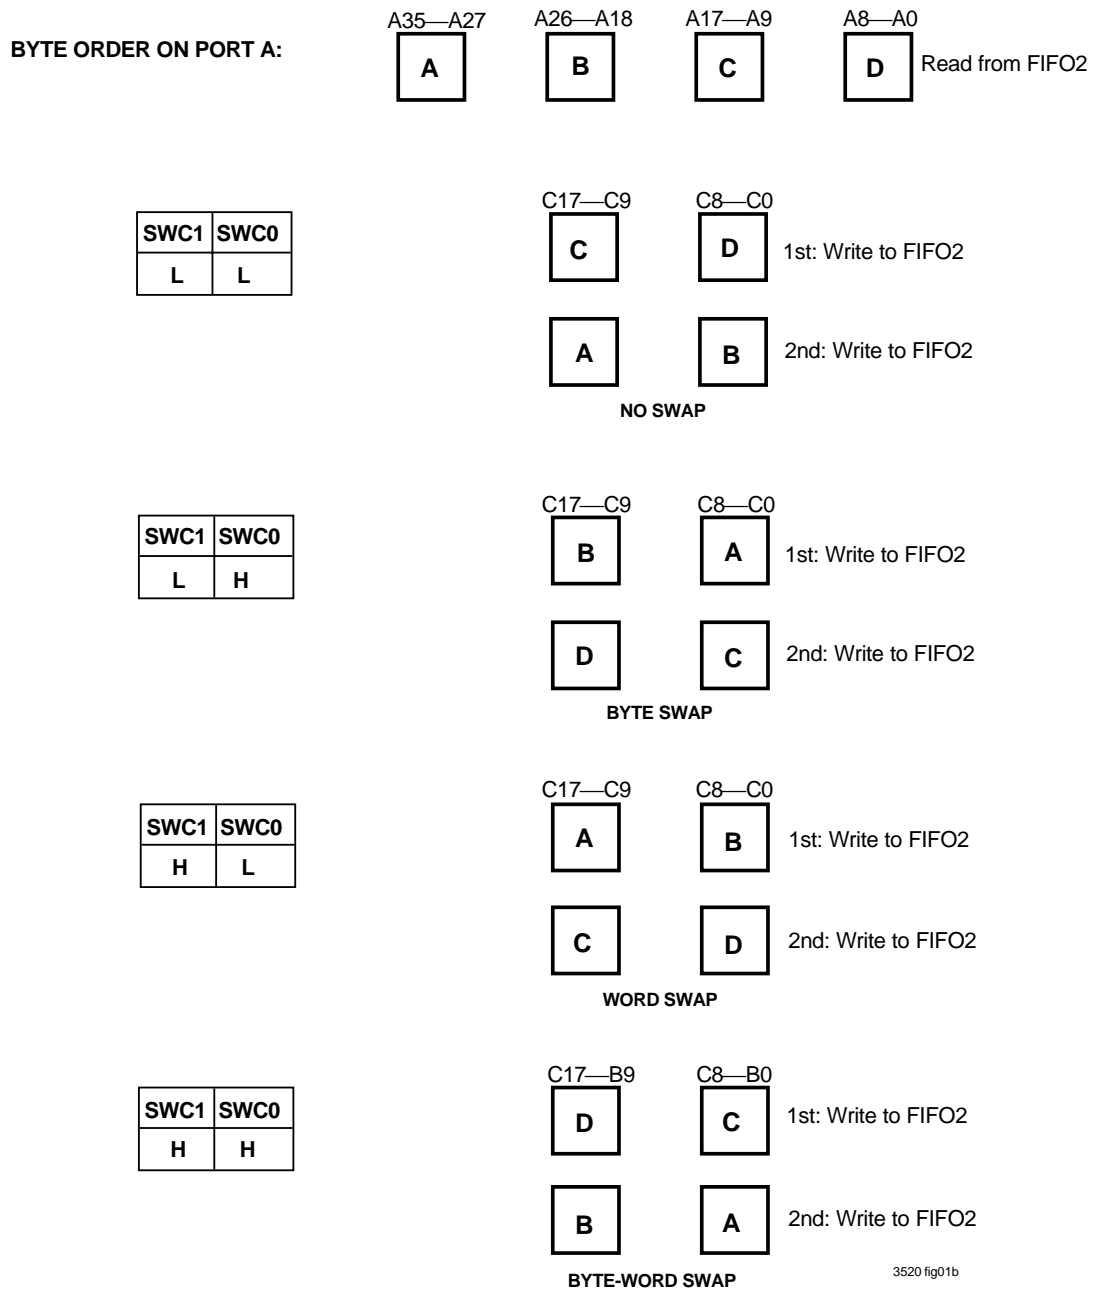 A35—A27 A26—A18 A17—A9 A8—A0
BYTE ORDER ON PORT A:
A B C D Read from FIFO2
C17—C9 C8—C0
SWC1 SWC0
C D 1st: Write to FIFO2
L L
A B 2nd: Write to FIFO2
NO SWAP
C17—C9 C8—C0
SWC1 SWC0
B A 1st: Write to FIFO2
L H
D C 2nd: Write to FIFO2
BYTE SWAP
C17—C9 C8—C0
SWC1 SWC0
A B 1st: Write to FIFO2
H L
C D 2nd: Write to FIFO2
WORD SWAP
C17—B9 C8—B0
SWC1 SWC0
D C 1st: Write to FIFO2
H H
B A 2nd: Write to FIFO2
3520 fig01b
BYTE-WORD SWAP